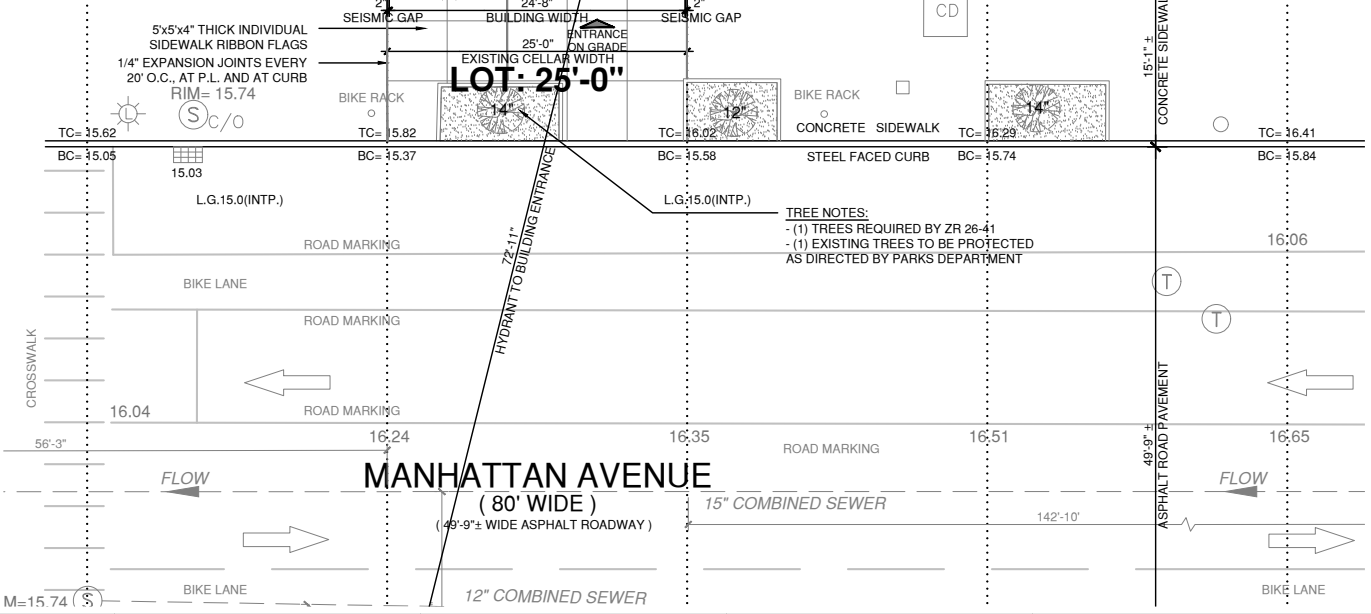 2"
24'-8"
2"
SEISMIC GAP
BUILDING WIDTH
SEISMIC GAP
CD
5'x5'x4" THICK INDIVIDUAL
SIDEWALK RIBBON FLAGS
ENTRANCE
ON GRADE
25'-0"
EXISTING CELLAR WIDTH
1/4" EXPANSION JOINTS EVERY
20' O.C., AT P.L. AND AT CURB
LOT: 25'-0"
15'-1" ±
CONCRETE SIDEWALK
RIM= 15.74
L
S
C/O
BIKE RACK
14"
12"
BIKE RACK
14"
CONCRETE SIDEWALK
TC= 15.62
TC= 15.82
TC= 16.02
TC= 16.29
TC= 16.41
BC= 15.05
BC= 15.37
BC= 15.58
STEEL FACED CURB
BC= 15.74
BC= 15.84
15.03
L.G.15.0(INTP.)
L.G.15.0(INTP.)
TREE NOTES:
- (1) TREES REQUIRED BY ZR 26-41
- (1) EXISTING TREES TO BE PROTECTED
AS DIRECTED BY PARKS DEPARTMENT
72'-11"
HYDRANT TO BUILDING ENTRANCE
ROAD MARKING
16.06
BIKE LANE
T
T
ROAD MARKING
CROSSWALK
16.04
ROAD MARKING
16.24
16.35
16.51
16.65
56'-3"
ROAD MARKING
49'-9" ±
ASPHALT ROAD PAVEMENT
FLOW
MANHATTAN AVENUE
FLOW
( 80' WIDE )
15" COMBINED SEWER
( 49'-9"± WIDE ASPHALT ROADWAY )
142'-10'
BIKE LANE
BIKE LANE
M=15.74
S
12" COMBINED SEWER